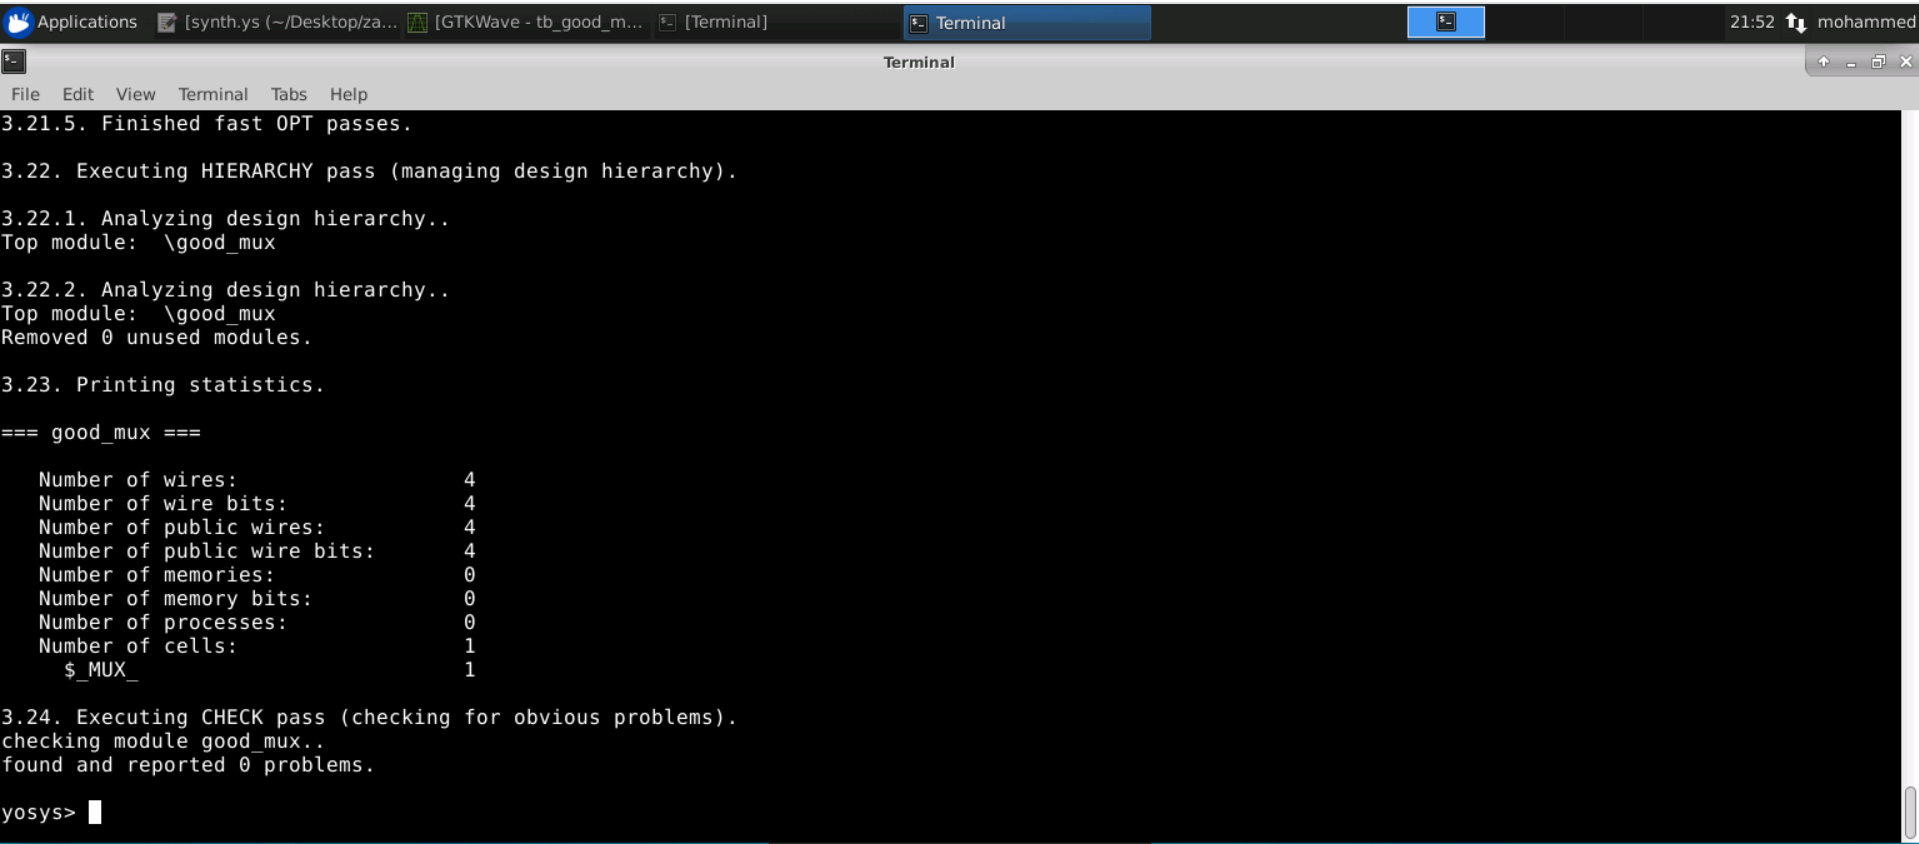 Applications [synth.ys (~/Desktop/za... [GTKWave - tb_good_m... [Terminal] Terminal 21:52 mohammed
Terminal
File Edit View Terminal Tabs Help
3.21.5. Finished fast OPT passes.
3.22. Executing HIERARCHY pass (managing design hierarchy).
3.22.1. Analyzing design hierarchy..
Top module:  \good_mux
3.22.2. Analyzing design hierarchy..
Top module:  \good_mux
Removed 0 unused modules.
3.23. Printing statistics.
=== good_mux ===
Number of wires: 4
Number of wire bits: 4
Number of public wires: 4
Number of public wire bits: 4
Number of memories: 0
Number of memory bits: 0
Number of processes: 0
Number of cells: 1
$_MUX_ 1
3.24. Executing CHECK pass (checking for obvious problems).
checking module good_mux..
found and reported 0 problems.
yosys>